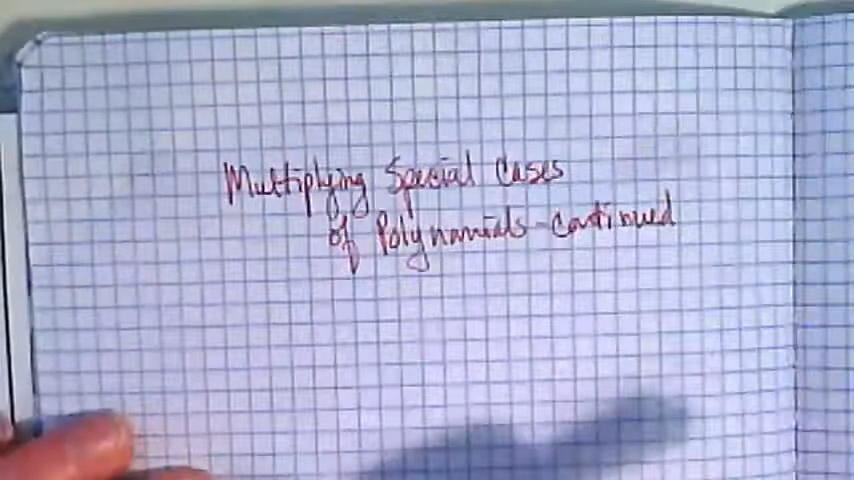 Multiplying Special Cases
of Polynomials - continued